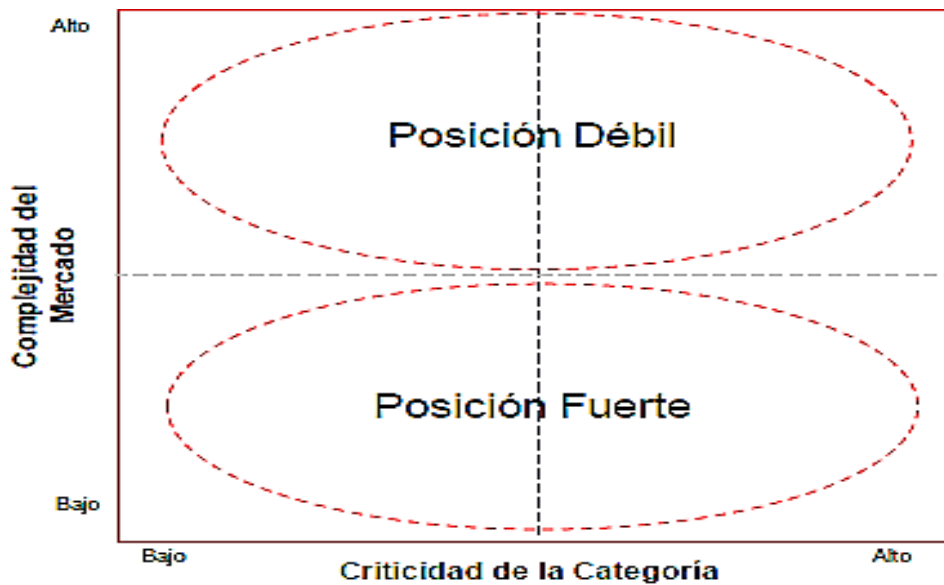 Alto
Posición Débil
Complejidad del
Mercado
Posición Fuerte
Bajo
Bajo
Alto
Criticidad de la Categoría